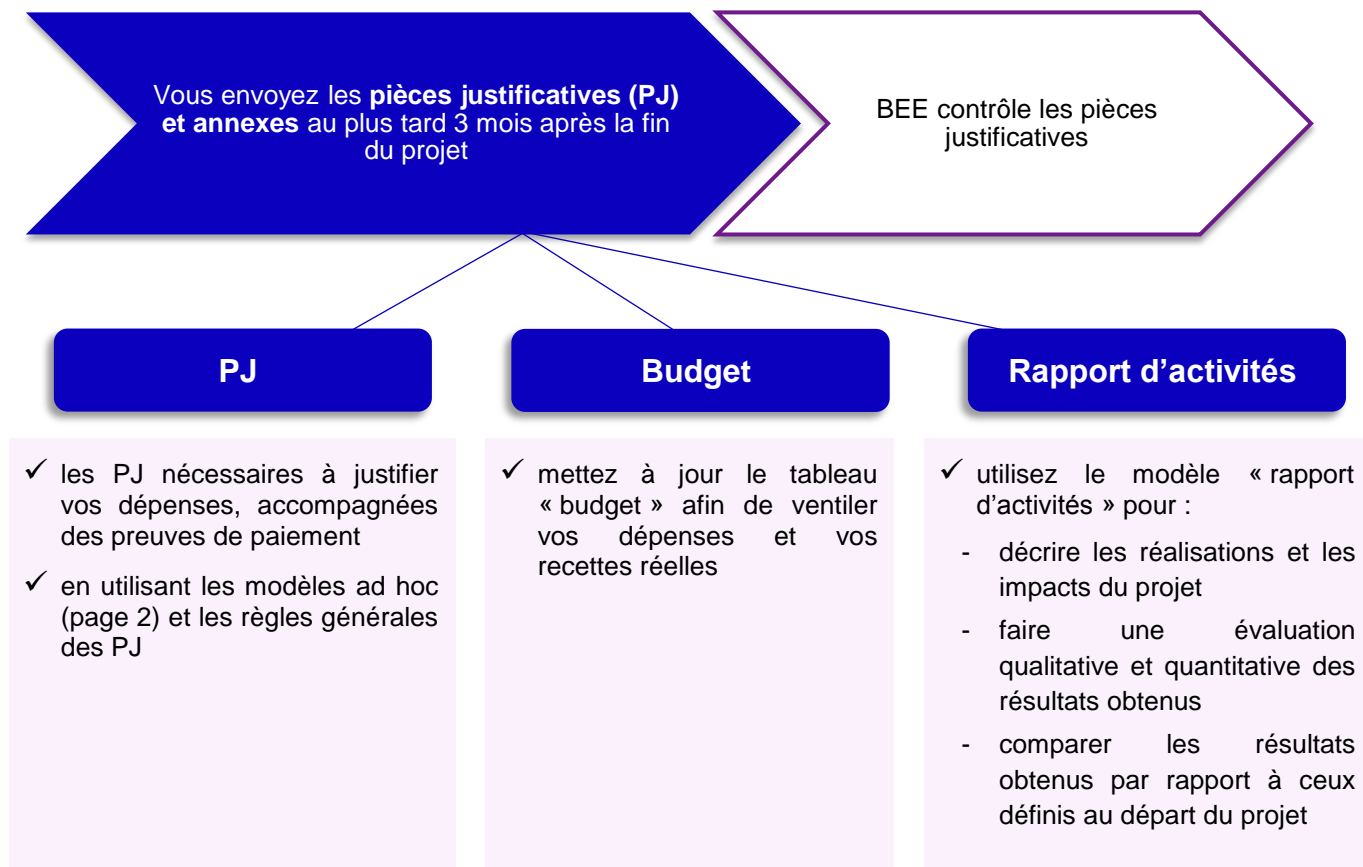 Vous envoyez les pièces justificatives (PJ)
et annexes au plus tard 3 mois après la fin
du projet
BEE contrôle les pièces
justificatives
PJ
✓ les PJ nécessaires à justifier
vos dépenses, accompagnées
des preuves de paiement
✓ en utilisant les modèles ad hoc
(page 2) et les règles générales
des PJ
Budget
✓ mettez à jour le tableau
« budget » afin de ventiler
vos dépenses et vos
recettes réelles
Rapport d’activités
✓ utilisez le modèle « rapport
d’activités » pour :
- décrire les réalisations et les
impacts du projet
- faire une évaluation
qualitative et quantitative des
résultats obtenus
- comparer les résultats
obtenus par rapport à ceux
définis au départ du projet